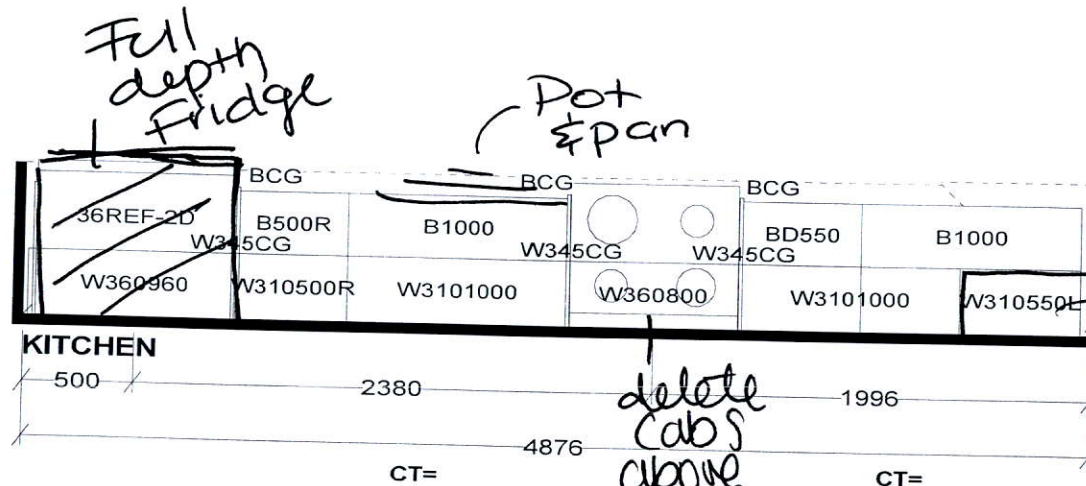 Full
depth
Fridge
Pot
& pan
BCG
BCG
BCG
36REF-2D
B500R
B1000
BD550
B1000
W345CG
W345CG
W345CG
W360960
W310500R
W3101000
W360800
W3101000
W310550L
KITCHEN
500
2380
1996
delete
cabs
above
4876
CT=
CT=